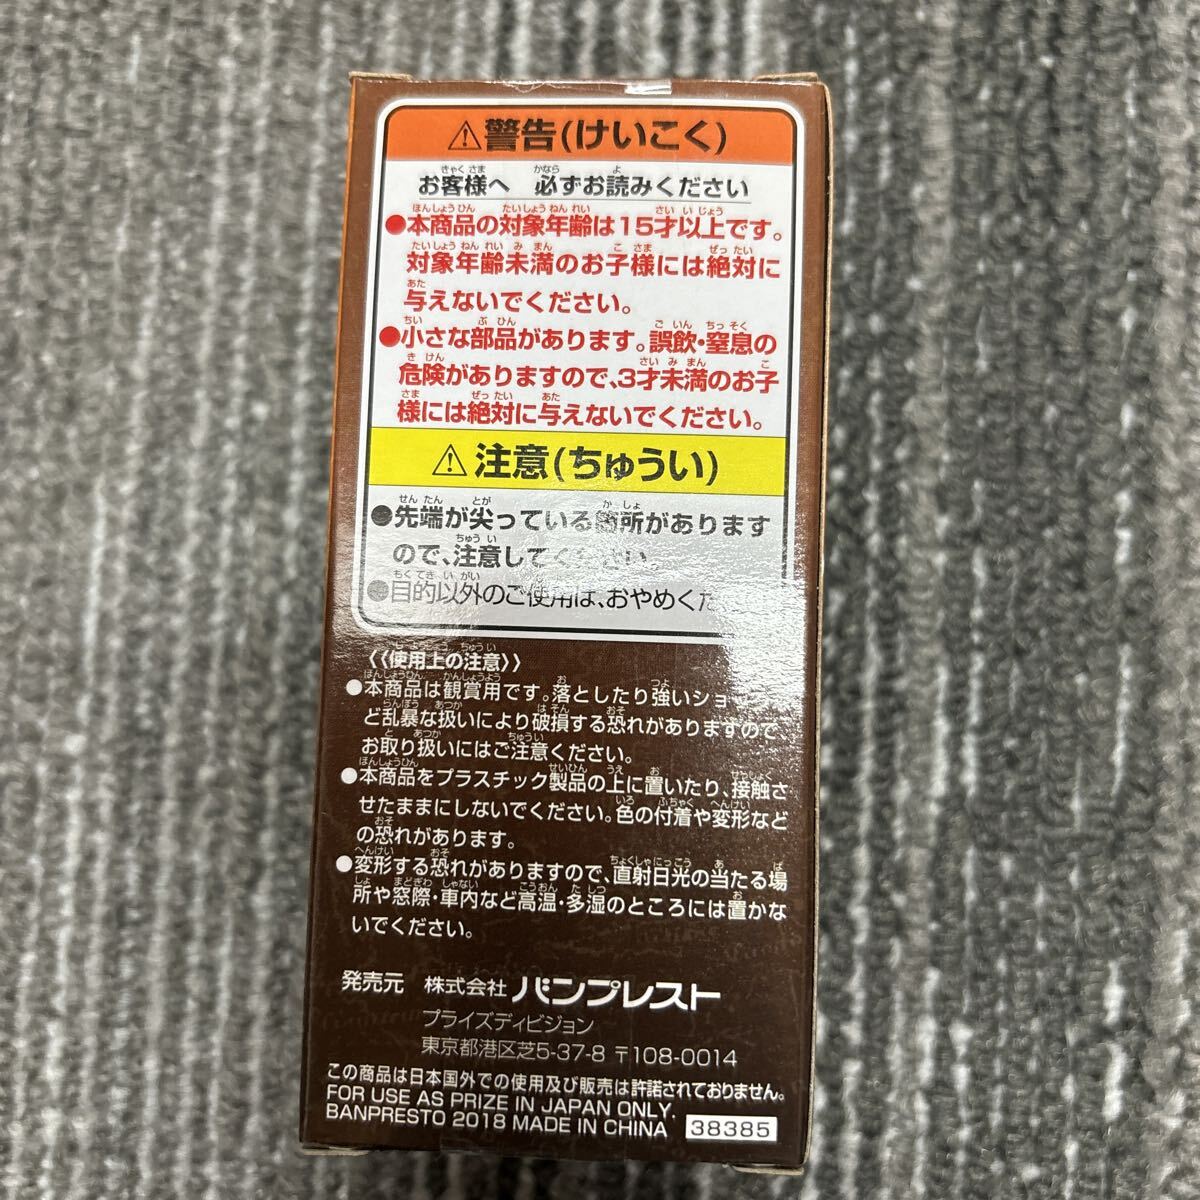 ⚠警告(けいこく)
お客様へ 必ずお読みください
●本商品の対象年齢は15才以上です。
対象年齢未満のお子様には絶対に
与えないでください。
●小さな部品があります。誤飲・窒息の
危険がありますので、3才未満のお子
様には絶対に与えないでください。
⚠注意(ちゅうい)
●先端が尖っている箇所があります
ので、注意してください。
●目的以外のご使用は、おやめくだ
《使用上の注意》
●本商品は観賞用です。落としたり強いショ
ど乱暴な扱いにより破損する恐れがありますので
お取り扱いにはご注意ください。
●本商品をプラスチック製品の上に置いたり、接触さ
せたままにしないでください。色の付着や変形など
の恐れがあります。
●変形する恐れがありますので、直射日光の当たる場
所や窓際・車内など高温・多湿のところには置かな
いでください。
発売元 株式会社 バンプレスト
プライズディビジョン
東京都港区芝5-37-8 〒108-0014
この商品は日本国外での使用及び販売は許諾されておりません。
FOR USE AS PRIZE IN JAPAN ONLY.
BANPRESTO 2018 MADE IN CHINA 38385